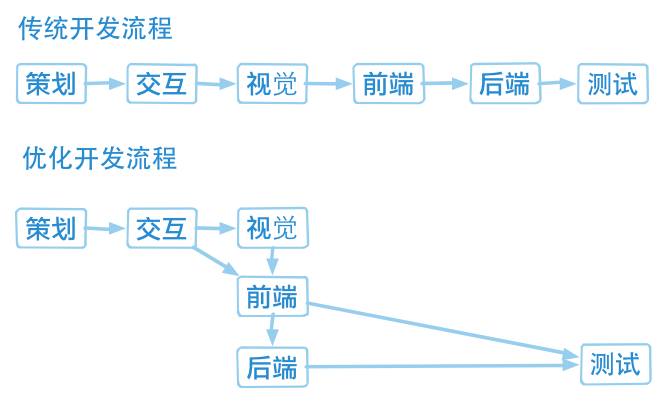 传统开发流程
策划 交互 视觉 前端 后端 测试
优化开发流程
策划 交互 视觉
前端
后端 测试